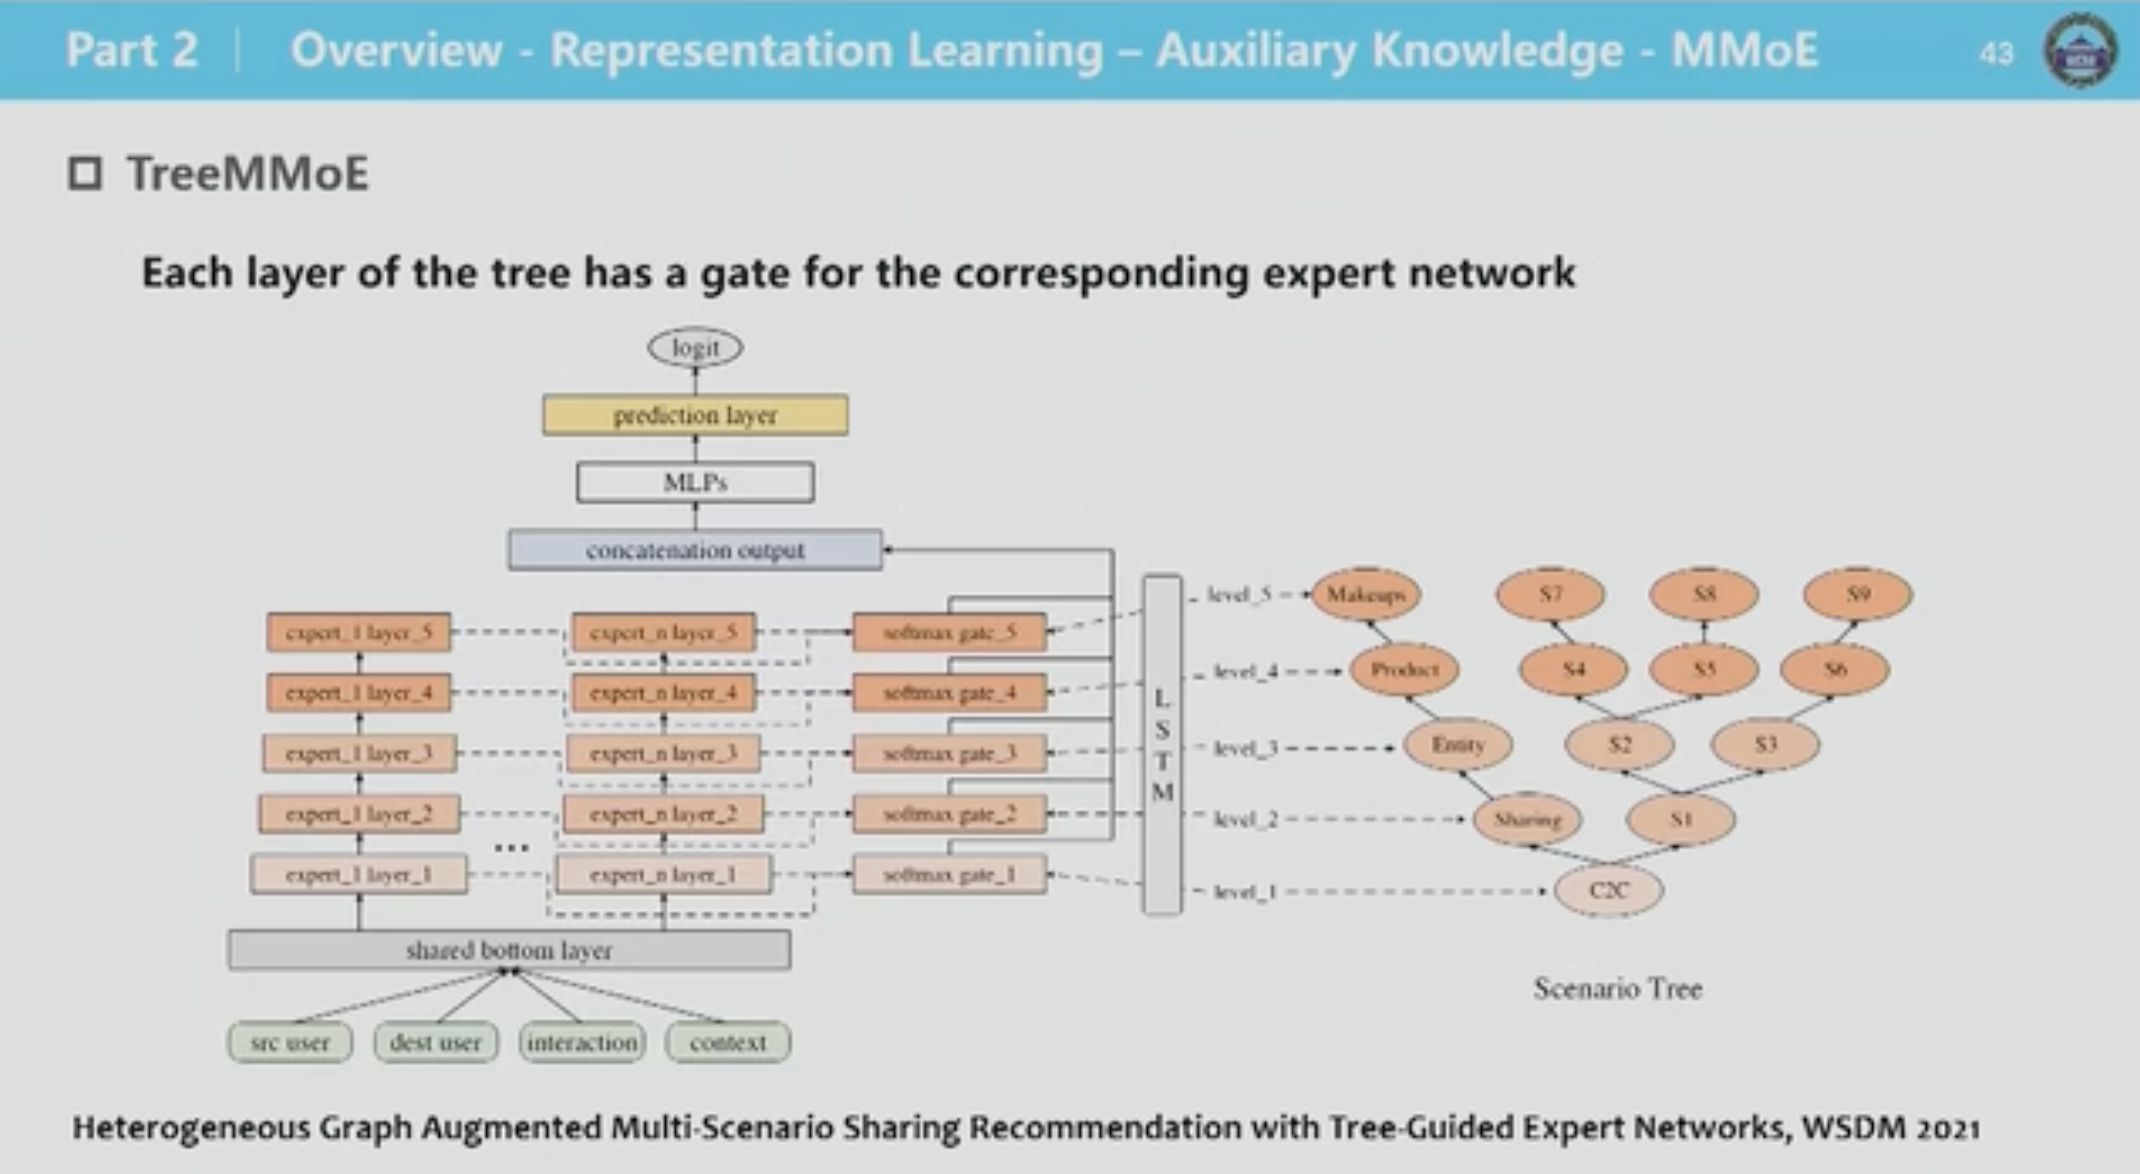 Part 2 | Overview - Representation Learning – Auxiliary Knowledge - MMoE 43
TreeMMoE
Each layer of the tree has a gate for the corresponding expert network
logit
prediction layer
MLPs
concatenation output
expert_1 layer_5 expert_n layer_5 softmax gate_5
expert_1 layer_4 expert_n layer_4 softmax gate_4
expert_1 layer_3 expert_n layer_3 softmax gate_3
expert_1 layer_2 expert_n layer_2 softmax gate_2
...
expert_1 layer_1 expert_n layer_1 softmax gate_1
shared bottom layer
src user dest user interaction context
LSTM
level_5 Makeups S7 S8 S9
level_4 Product S4 S5 S6
level_3 Entity S2 S3
level_2 Sharing S1
level_1 C2C
Scenario Tree
Heterogeneous Graph Augmented Multi-Scenario Sharing Recommendation with Tree-Guided Expert Networks, WSDM 2021